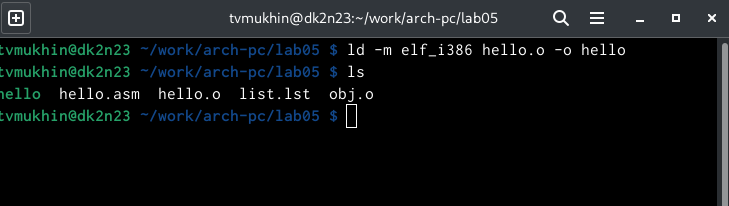 tvmukhin@dk2n23:~/work/arch-pc/lab05
tvmukhin@dk2n23 ~/work/arch-pc/lab05 $ ld -m elf_i386 hello.o -o hello
tvmukhin@dk2n23 ~/work/arch-pc/lab05 $ ls
hello  hello.asm  hello.o  list.lst  obj.o
tvmukhin@dk2n23 ~/work/arch-pc/lab05 $